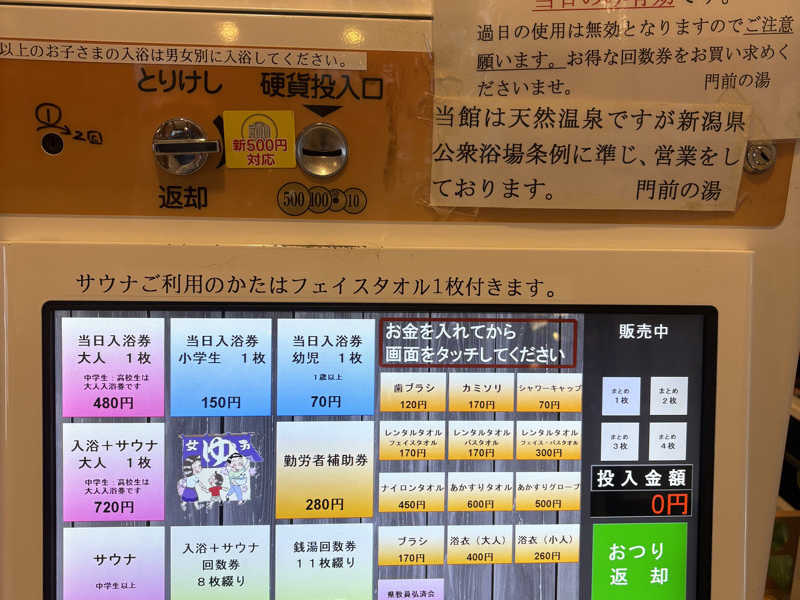 当日のみ有効です。
過日の使用は無効となりますのでご注意
願います。お得な回数券をお買い求めく
ださいませ。
門前の湯
以上のお子さまの入浴は男女別に入浴してください。
とりけし
硬貨投入口
当館は天然温泉ですが新潟県
公衆浴場条例に準じ、営業をし
ております。
門前の湯
新500円
対応
返却
500 100 50 10
サウナご利用のかたはフェイスタオル1枚付きます。
当日入浴券
大人 1枚
中学生:高校生は
大人入浴券です
480円
当日入浴券
小学生 1枚
150円
当日入浴券
幼児 1枚
1歳以上
70円
お金を入れてから
画面をタッチしてください
販売中
歯ブラシ
120円
カミソリ
170円
シャワーキャップ
70円
まとめ
1枚
まとめ
2枚
まとめ
3枚
まとめ
4枚
入浴+サウナ
大人 1枚
中学生:高校生は
大人入浴券です
720円
女 ゆ 男
勤労者補助券
280円
レンタルタオル
フェイスタオル
170円
レンタルタオル
バスタオル
170円
レンタルタオル
フェイス・バスタオル
300円
ナイロンタオル
450円
あかすりタオル
600円
あかすりグローブ
500円
投入金額
0円
サウナ
中学生以上
入浴+サウナ
回数券
8枚綴り
銭湯回数券
11枚綴り
ブラシ
170円
浴衣(大人)
400円
浴衣(小人)
260円
県教員弘済会
おつり
返却